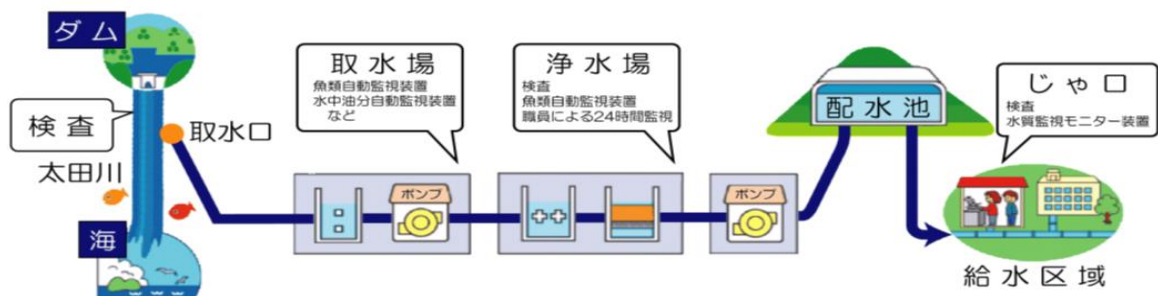 ダム
検査
取水口
太田川
海
取水場
魚類自動監視装置
水中油分自動監視装置
など
ポンプ
浄水場
検査
魚類自動監視装置
職員による24時間監視
ポンプ
配水池
じゃ口
検査
水質監視モニター装置
給水区域